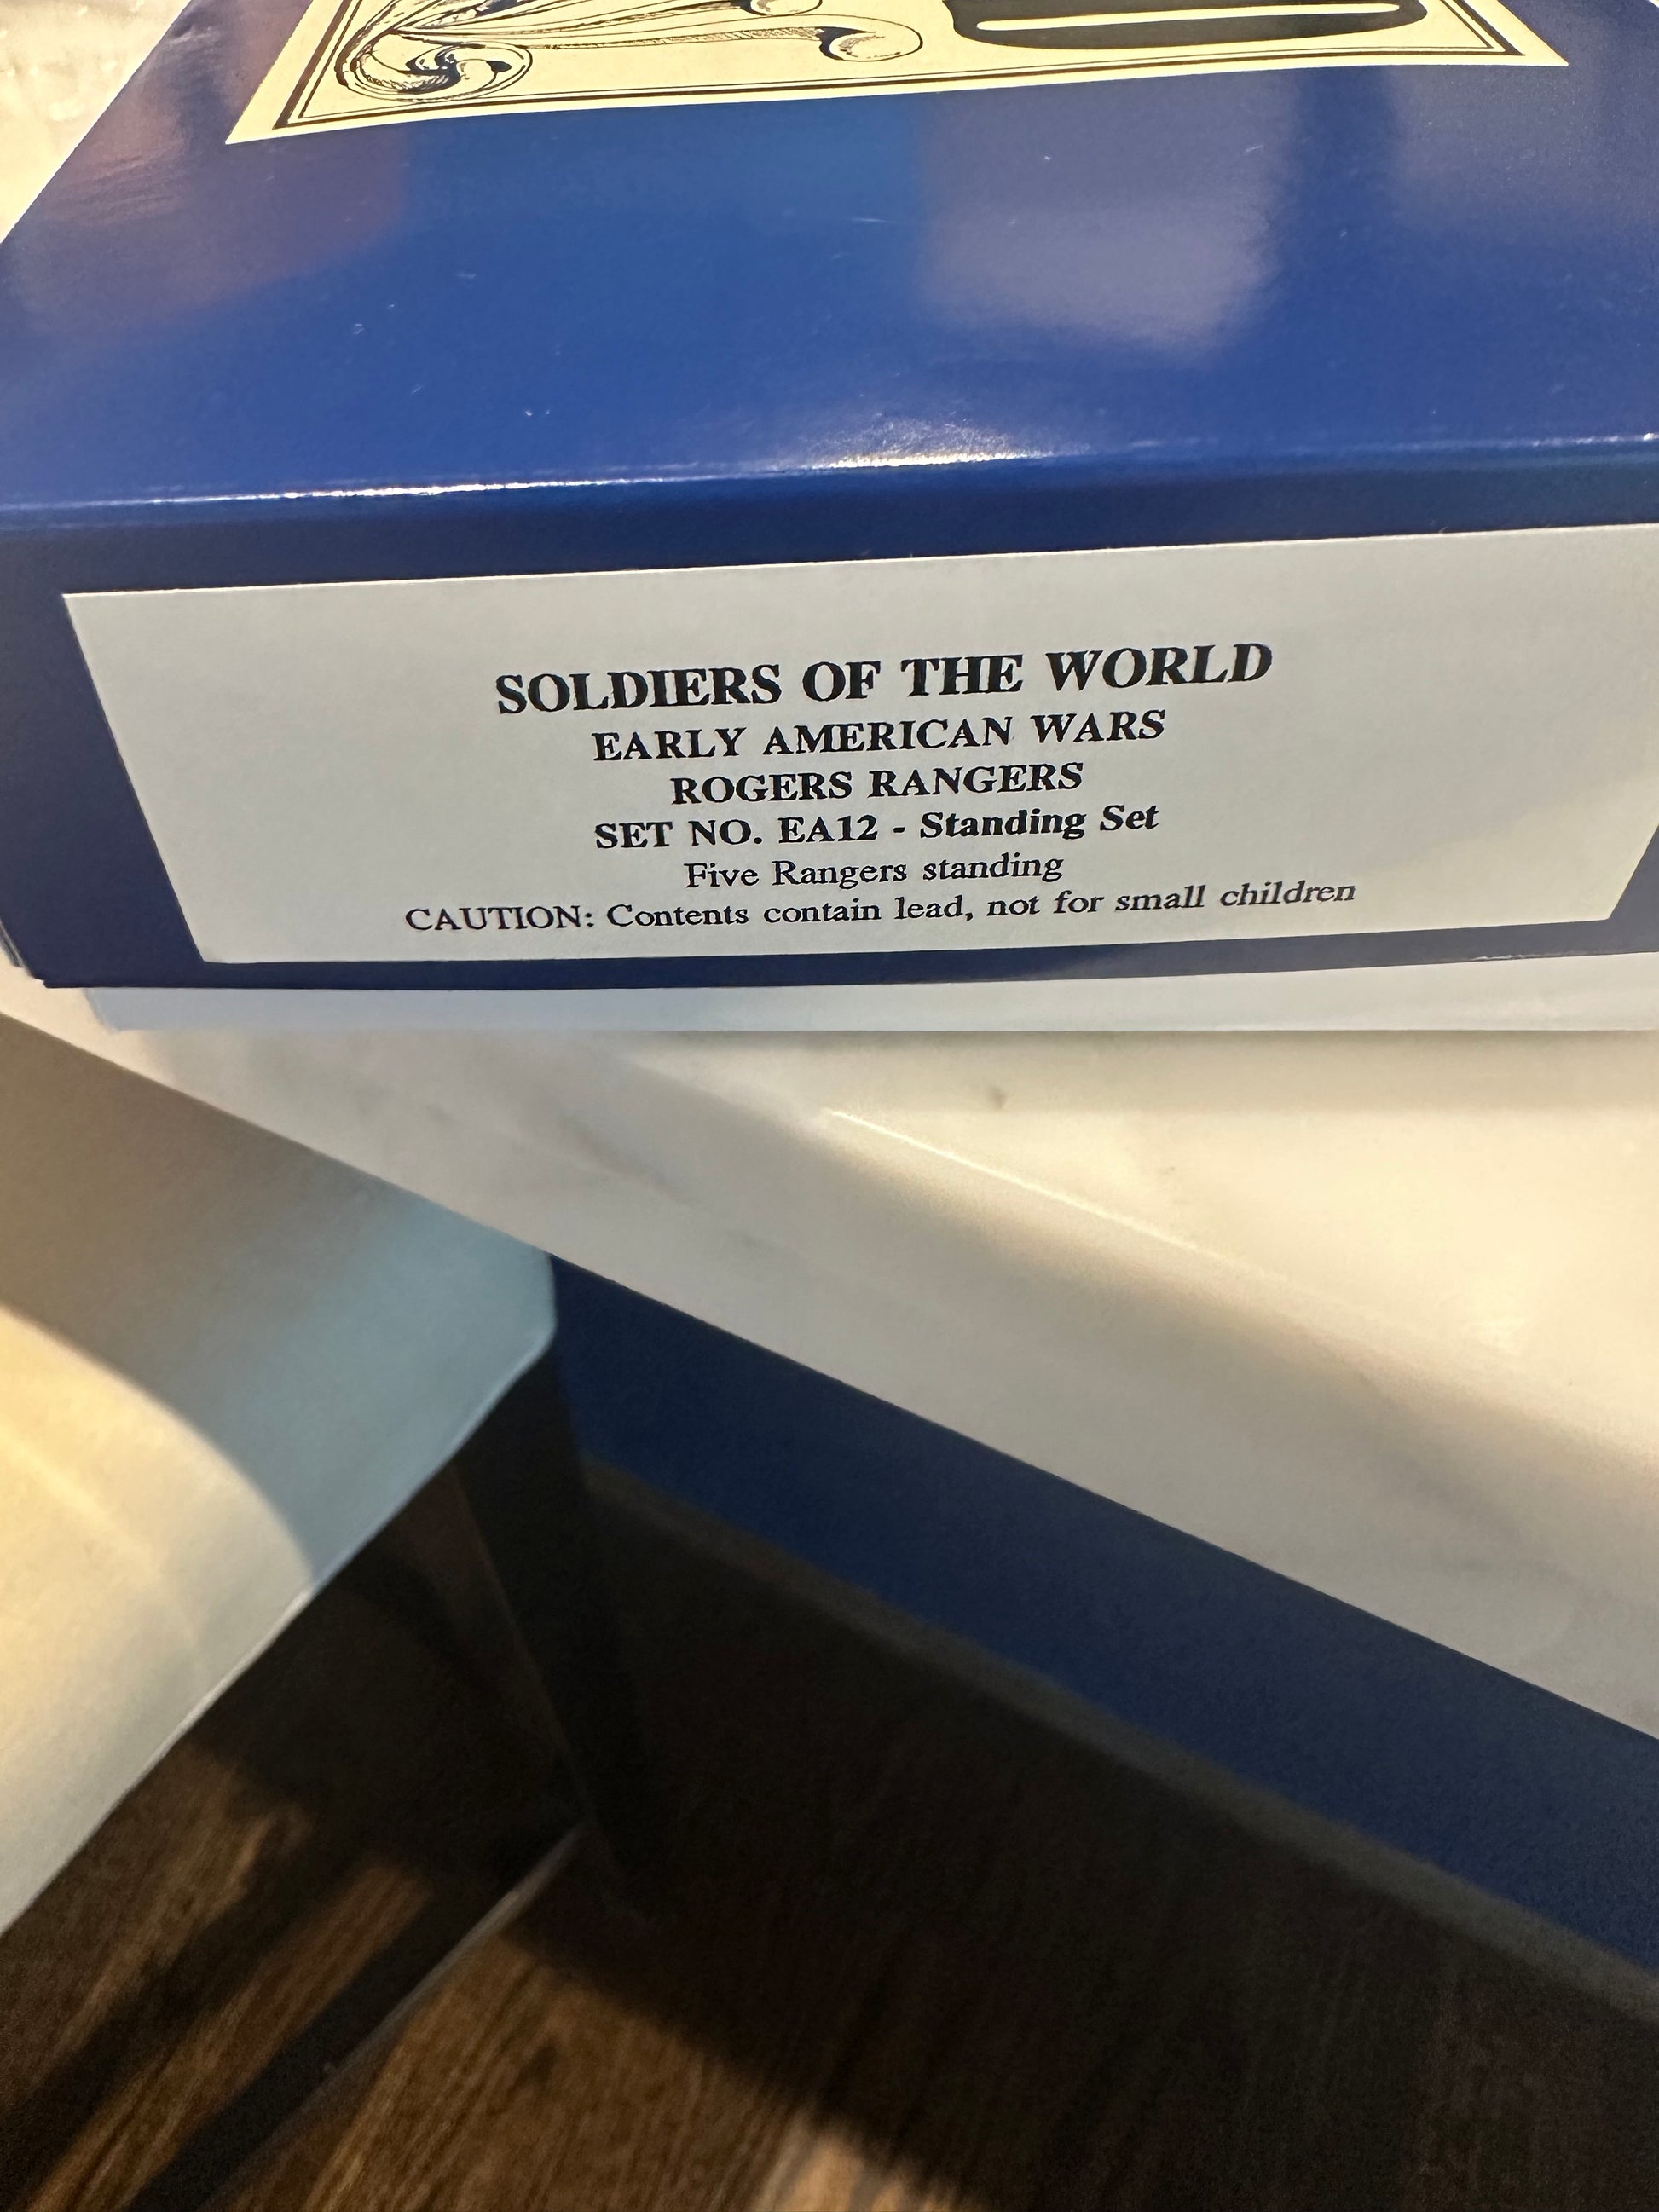 SOLDIERS OF THE WORLD
EARLY AMERICAN WARS
ROGERS RANGERS
SET NO. EA12 - Standing Set
Five Rangers standing
CAUTION: Contents contain lead, not for small children